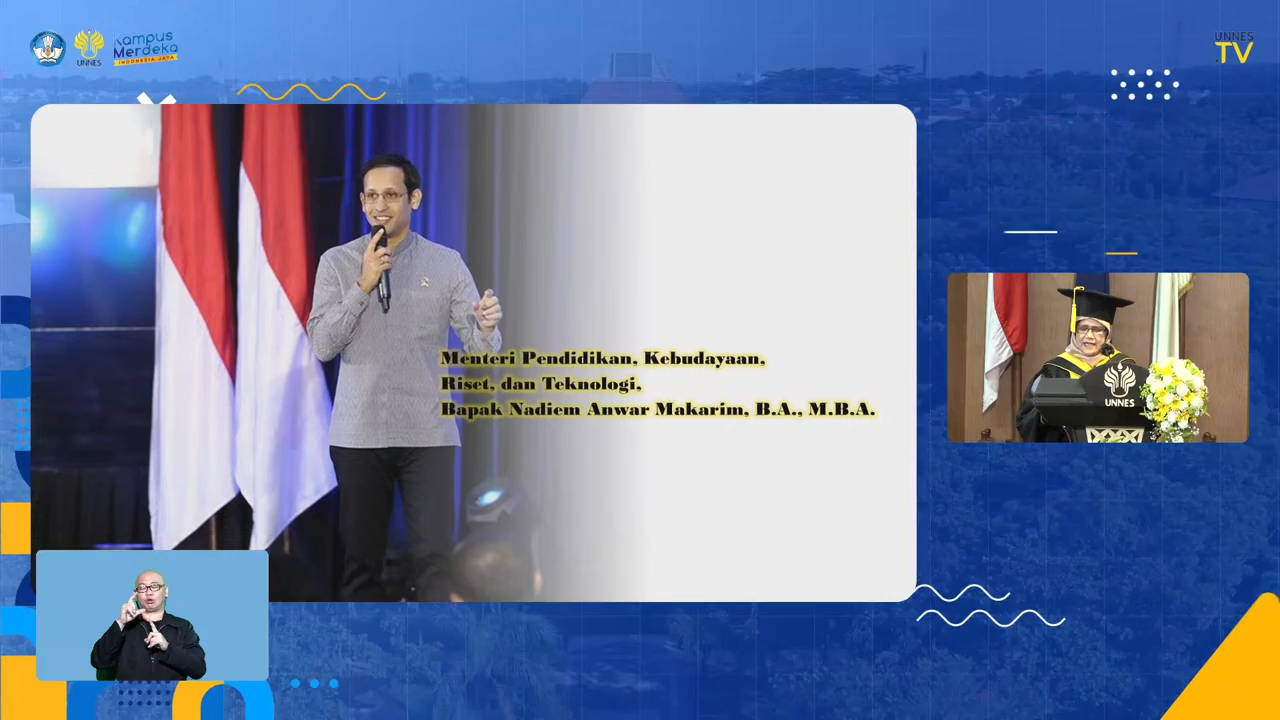 UNNES
Kampus
Merdeka
INDONESIA JAYA
UNNES
TV
Menteri Pendidikan, Kebudayaan,
Riset, dan Teknologi,
Bapak Nadiem Anwar Makarim, B.A., M.B.A.
UNNES